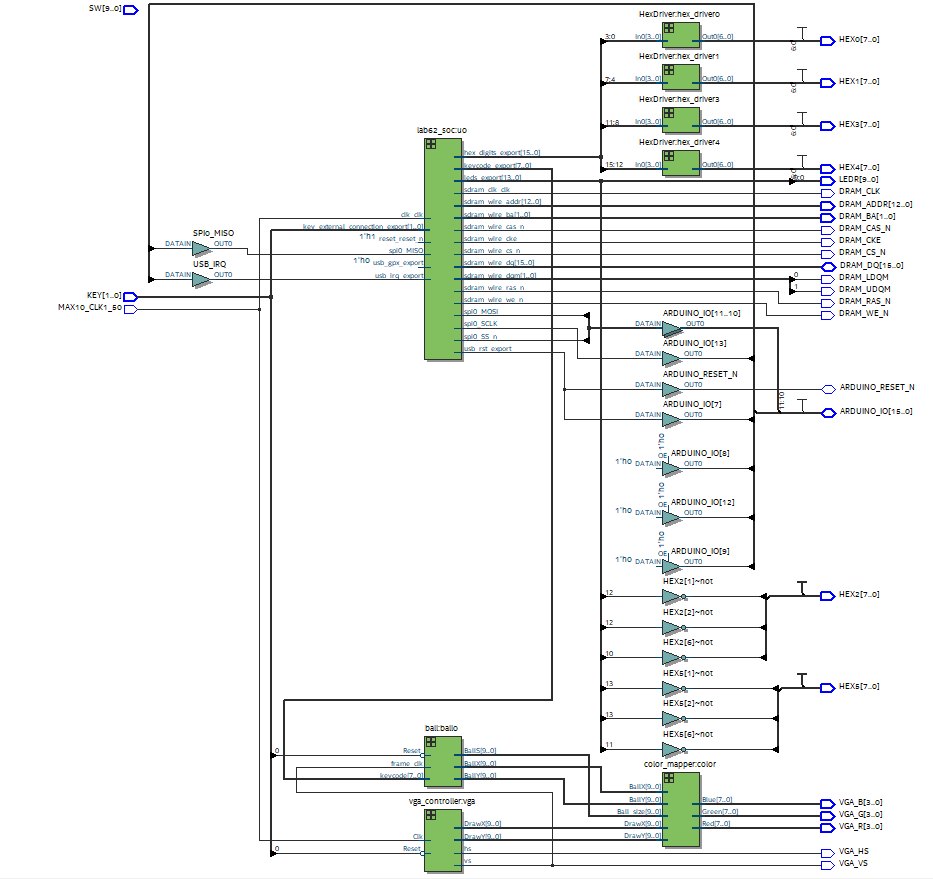 SW[9..0]
HexDriver:hex_driver0
3:0
In0[3..0]
Out0[6..0]
6:0
HEX0[7..0]
HexDriver:hex_driver1
7:4
In0[3..0]
Out0[6..0]
6:0
HEX1[7..0]
HexDriver:hex_driver3
11:8
In0[3..0]
Out0[6..0]
6:0
HEX3[7..0]
HexDriver:hex_driver4
15:12
In0[3..0]
Out0[6..0]
HEX4[7..0]
LEDR[9..0]
lab62_soc:u0
hex_digits_export[15..0]
keycode_export[7..0]
leds_export[13..0]
sdram_clk_clk
sdram_wire_addr[12..0]
sdram_wire_ba[1..0]
sdram_wire_cas_n
sdram_wire_cke
sdram_wire_cs_n
sdram_wire_dq[15..0]
sdram_wire_dqm[1..0]
sdram_wire_ras_n
sdram_wire_we_n
spi0_MOSI
spi0_SCLK
spi0_SS_n
usb_rst_export
clk_clk
key_external_connection_export[1..0]
1'h1 reset_reset_n
spi0_MISO
1'h0 usb_gpx_export
usb_irq_export
DRAM_CLK
DRAM_ADDR[12..0]
DRAM_BA[1..0]
DRAM_CAS_N
DRAM_CKE
DRAM_CS_N
DRAM_DQ[15..0]
0
DRAM_LDQM
1
DRAM_UDQM
DRAM_RAS_N
DRAM_WE_N
SPI0_MISO
DATAIN
OUT0
USB_IRQ
DATAIN
OUT0
KEY[1..0]
MAX10_CLK1_50
ARDUINO_IO[11..10]
DATAIN
OUT0
ARDUINO_IO[13]
DATAIN
OUT0
ARDUINO_RESET_N
DATAIN
OUT0
ARDUINO_RESET_N
ARDUINO_IO[7]
DATAIN
OUT0
11:10
ARDUINO_IO[15..0]
1'h0
OE
ARDUINO_IO[8]
1'h0
DATAIN
OUT0
1'h0
OE
ARDUINO_IO[12]
1'h0
DATAIN
OUT0
1'h0
OE
ARDUINO_IO[9]
1'h0
DATAIN
OUT0
HEX2[1]~not
12
HEX2[7..0]
HEX2[2]~not
12
HEX2[6]~not
10
HEX5[1]~not
13
HEX5[7..0]
HEX5[2]~not
13
HEX5[6]~not
11
ball:ball0
0
Reset
frame_clk
keycode[7..0]
BallS[9..0]
BallX[9..0]
BallY[9..0]
vga_controller:vga
Clk
0
Reset
DrawX[9..0]
DrawY[9..0]
hs
vs
color_mapper:color
BallX[9..0]
BallY[9..0]
Ball_size[9..0]
DrawX[9..0]
DrawY[9..0]
Blue[7..0]
Green[7..0]
Red[7..0]
VGA_B[3..0]
VGA_G[3..0]
VGA_R[3..0]
VGA_HS
VGA_VS